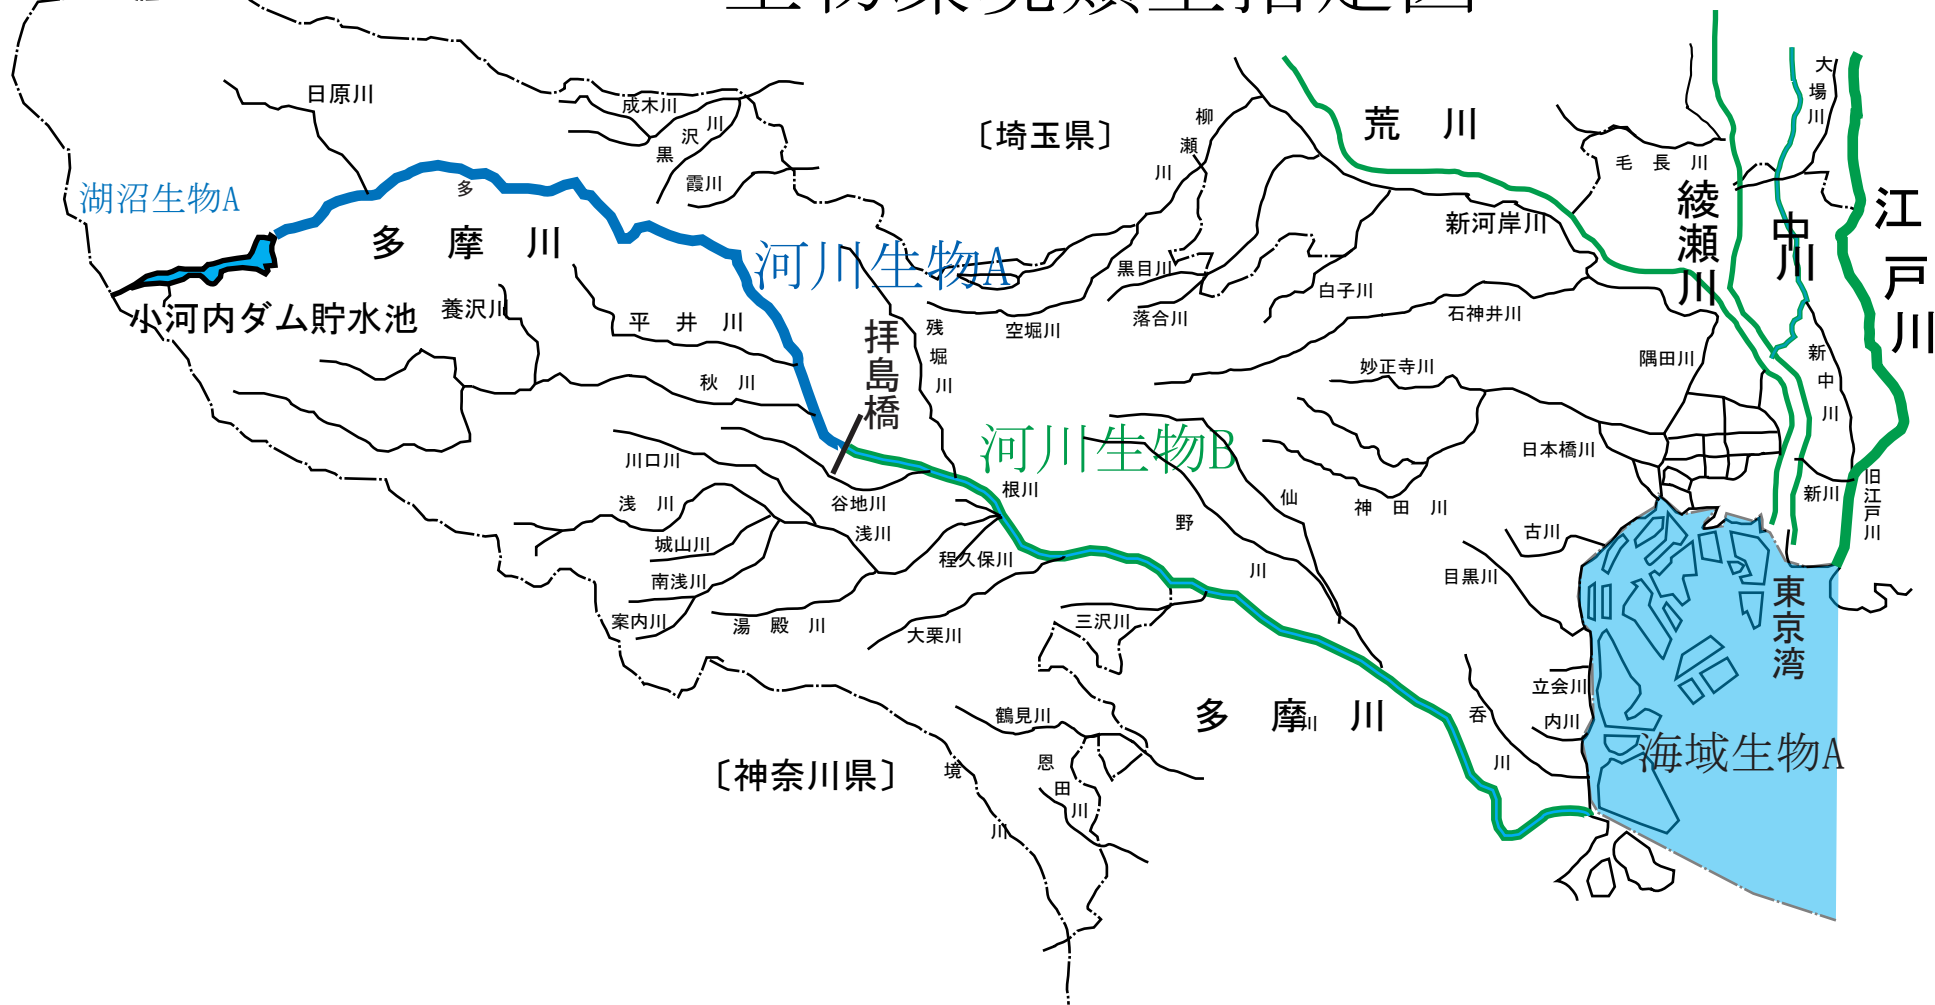 日原川
成木川
黒沢川
霞川
〔埼玉県〕
柳瀬川
荒川
毛長川
大場川
湖沼生物A
多
多摩川
河川生物A
新河岸川
綾瀬川
中川
江戸川
小河内ダム貯水池
養沢川
平井川
拝島橋
残堀川
空堀川
黒目川
落合川
白子川
石神井川
隅田川
新中川
秋川
妙正寺川
河川生物B
川口川
谷地川
根川
日本橋川
浅川
浅川
仙
神田川
新川
旧江戸川
城山川
程久保川
野川
古川
南浅川
目黒川
東京湾
案内川
湯殿川
大栗川
三沢川
立会川
鶴見川
多摩川
川
呑川
内川
海域生物A
〔神奈川県〕
境川
恩田川